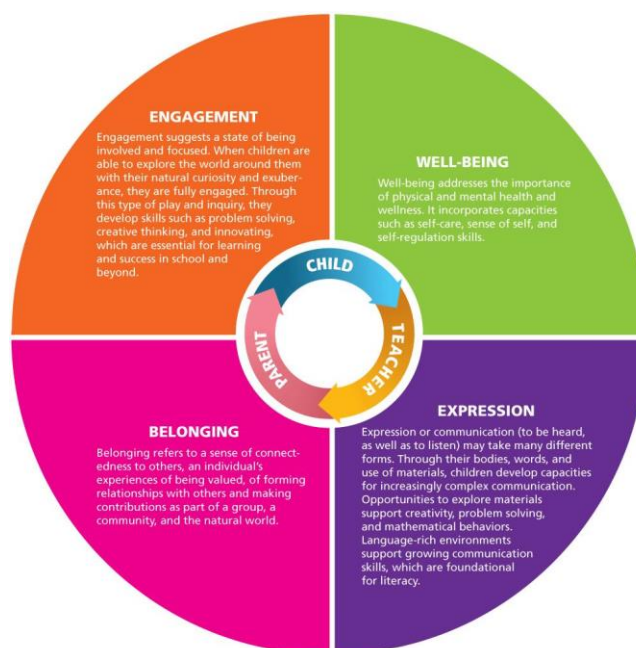 ENGAGEMENT
Engagement suggests a state of being
involved and focused. When children are
able to explore the world around them
with their natural curiosity and exuber-
ance, they are fully engaged. Through
this type of play and inquiry, they
develop skills such as problem solving,
creative thinking, and innovating,
which are essential for learning
and success in school and
beyond.
WELL-BEING
Well-being addresses the importance
of physical and mental health and
wellness. It incorporates capacities
such as self-care, sense of self, and
self-regulation skills.
CHILD
TEACHER
PARENT
BELONGING
Belonging refers to a sense of connect-
edness to others, an individual's
experiences of being valued, of forming
relationships with others and making
contributions as part of a group, a
community, and the natural world.
EXPRESSION
Expression or communication (to be heard,
as well as to listen) may take many different
forms. Through their bodies, words, and
use of materials, children develop capacities
for increasingly complex communication.
Opportunities to explore materials
support creativity, problem solving,
and mathematical behaviors.
Language-rich environments
support growing communication
skills, which are foundational
for literacy.